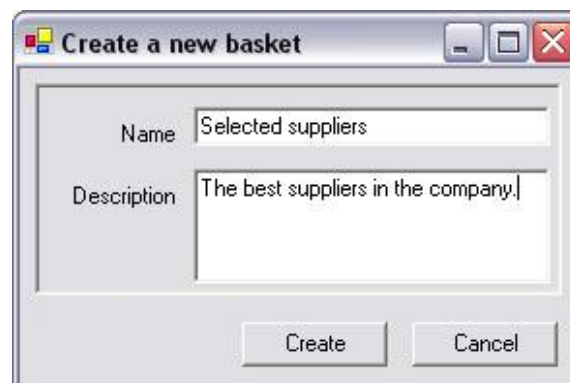 Create a new basket
Name Selected suppliers
Description The best suppliers in the company.
Create Cancel